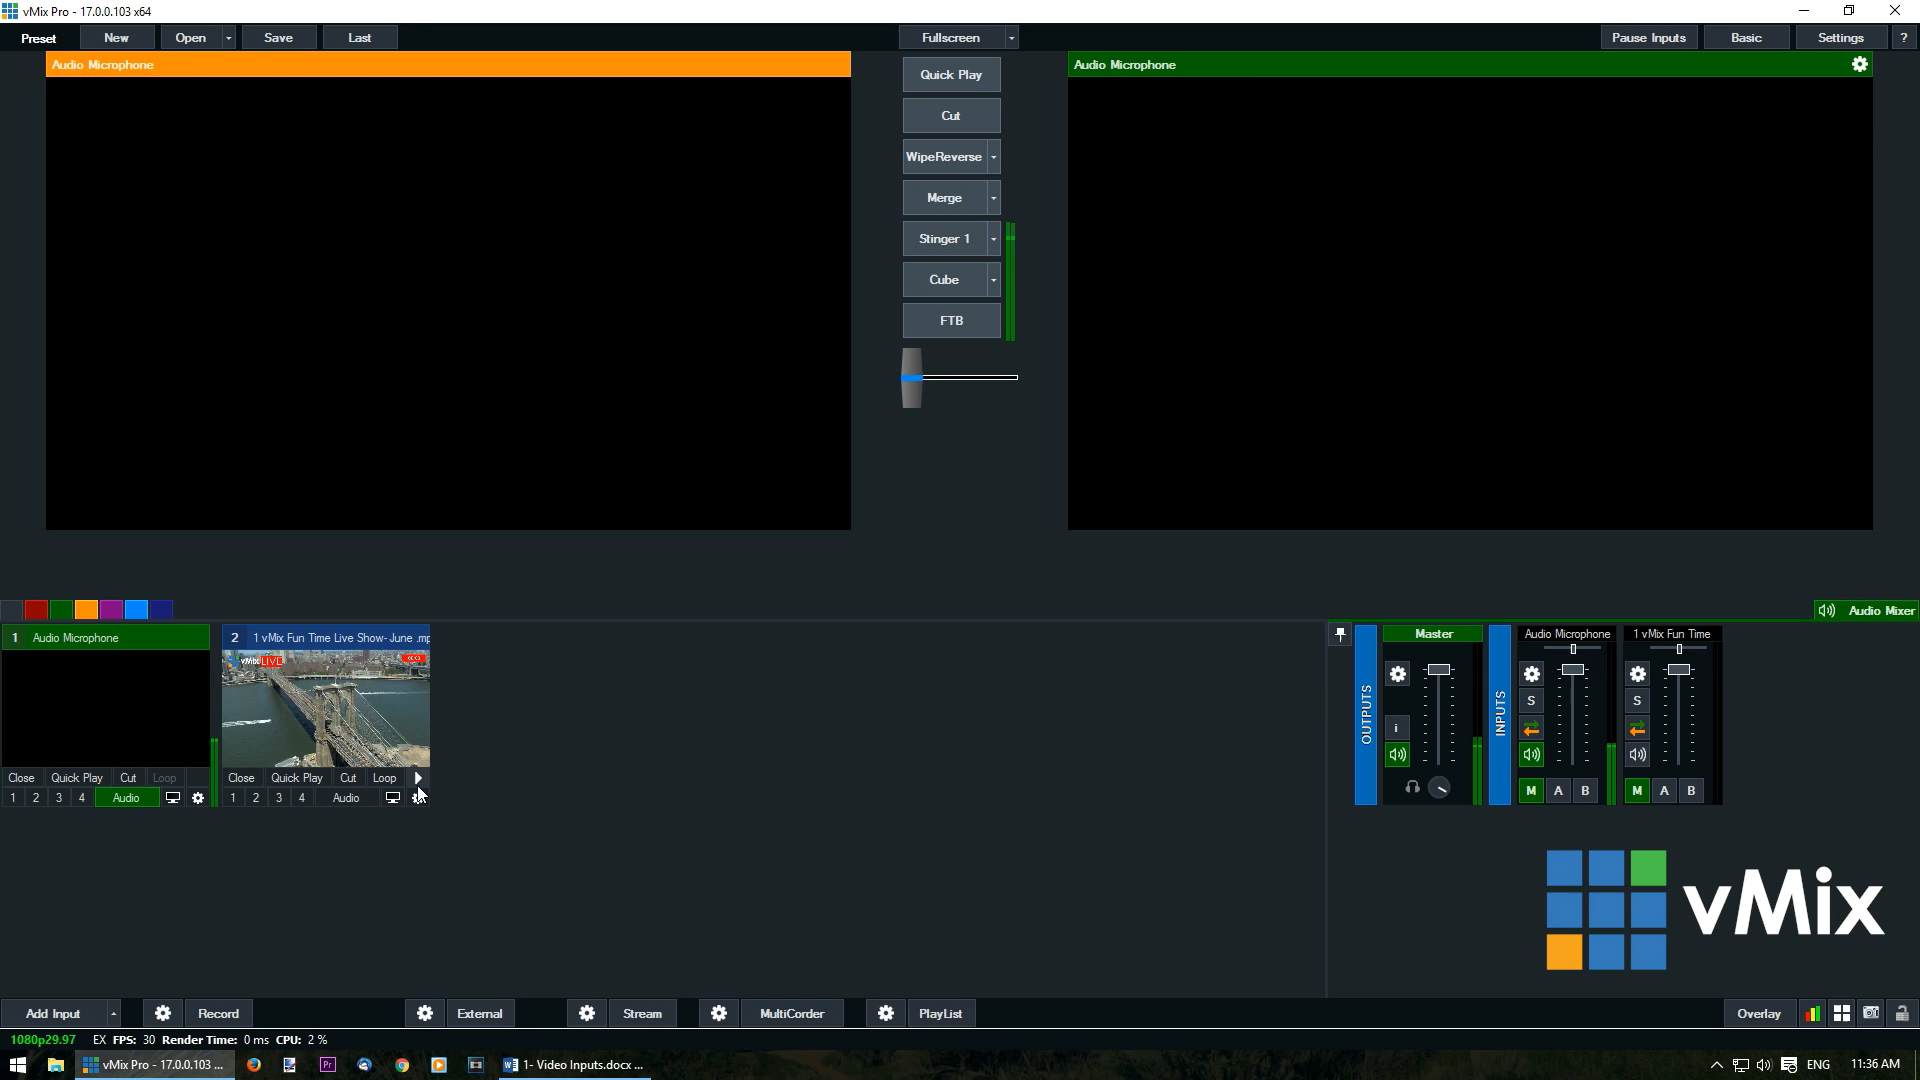 vMix Pro - 17.0.0.103 x64
Preset New Open Save Last Fullscreen Pause Inputs Basic Settings ?
Audio Microphone
Audio Microphone
Quick Play
Cut
WipeReverse
Merge
Stinger 1
Cube
FTB
Audio Mixer
1 Audio Microphone
2 1 vMix Fun Time Live Show- June .mp
vMix LIVE
Close Quick Play Cut Loop
1 2 3 4 Audio
Close Quick Play Cut Loop
1 2 3 4 Audio
OUTPUTS
Master
i
INPUTS
Audio Microphone
S
M A B
1 vMix Fun Time
S
M A B
vMix
Add Input Record External Stream MultiCorder PlayList Overlay
1080p29.97 EX FPS: 30 Render Time: 0 ms CPU: 2 %
vMix Pro - 17.0.0.103 ...
Pr
1- Video Inputs.docx ...
ENG
11:36 AM